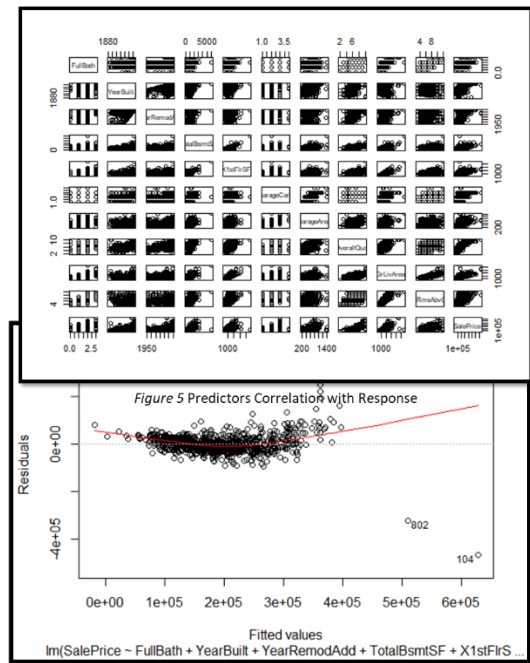 1880 0 5000 1.0 3.5 2 6 4 8
FullBath
0.0
1880
YearBuilt
1950
0
1000
1.0
200
2 10
1000
GrLivArea
4
SalePrice
1e+05
0.0 2.5 1950 1000 200 1400 1000 1e+05
Figure 5 Predictors Correlation with Response
Residuals
0e+00
-4e+05
802
104
0e+00 1e+05 2e+05 3e+05 4e+05 5e+05 6e+05
Fitted values
lm(SalePrice ~ FullBath + YearBuilt + YearRemodAdd + TotalBsmtSF + X1stFlrS ...